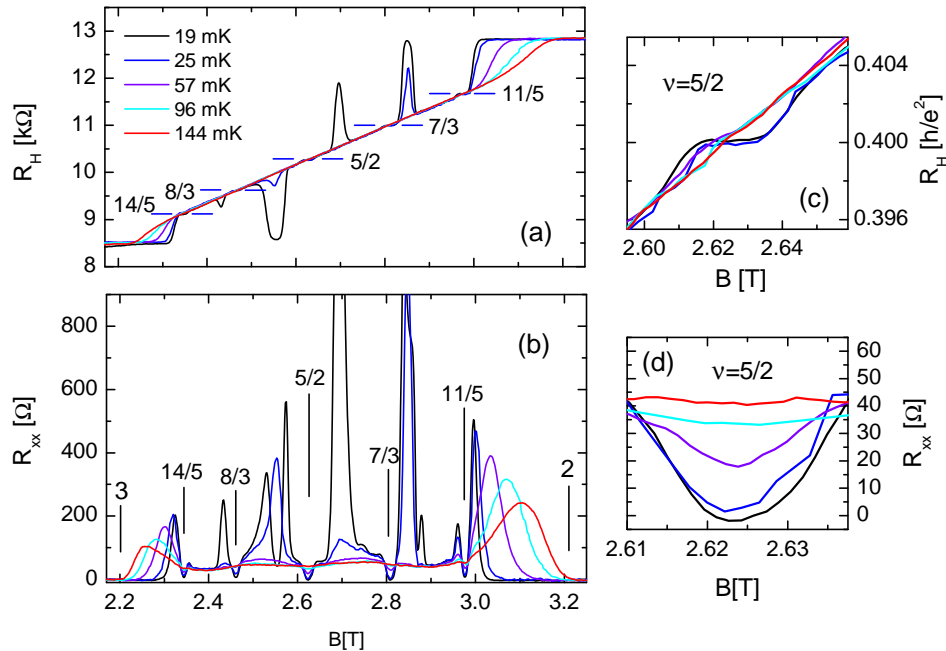 13
12
11
10
9
8
R_H [kΩ]
19 mK
25 mK
57 mK
96 mK
144 mK
14/5
8/3
5/2
7/3
11/5
(a)
ν=5/2
(c)
0.404
0.400
0.396
R_H [h/e²]
2.60
2.62
2.64
B [T]
800
600
400
200
0
R_xx [Ω]
3
14/5
8/3
5/2
7/3
11/5
2
(b)
2.2
2.4
2.6
2.8
3.0
3.2
B[T]
(d)
ν=5/2
60
50
40
30
20
10
0
R_xx [Ω]
2.61
2.62
2.63
B[T]